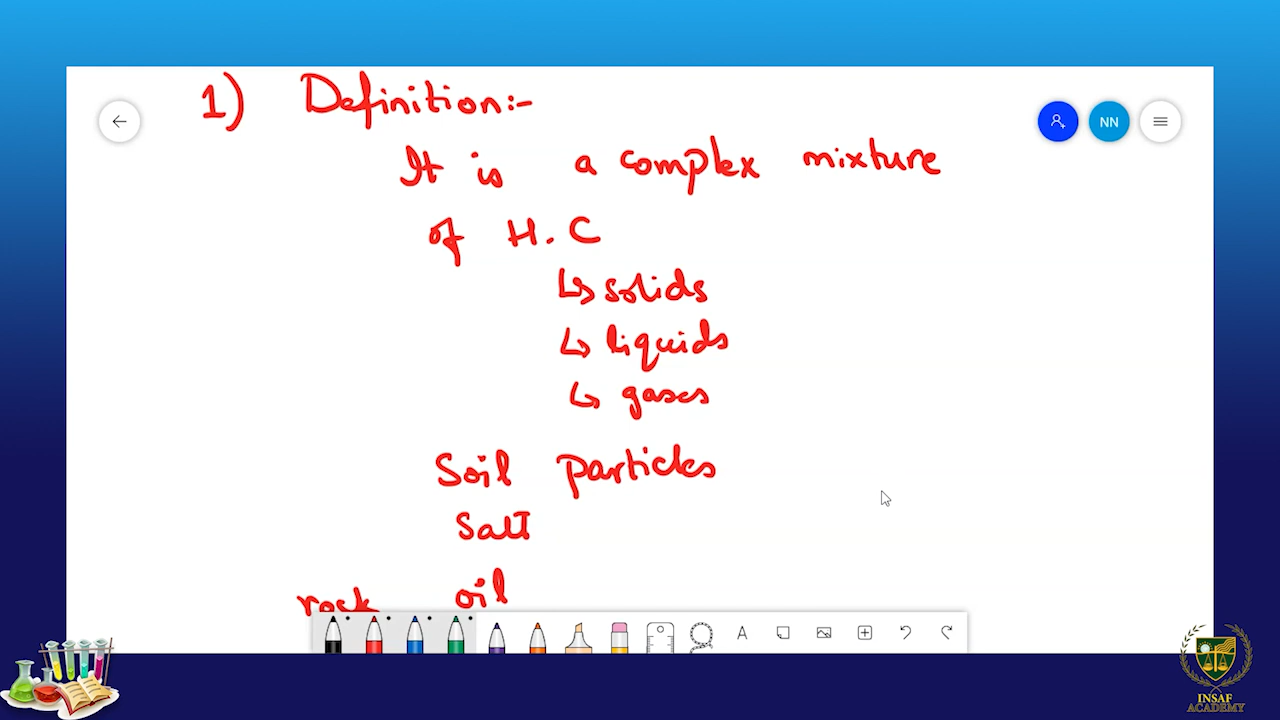 1) Definition:-
NN
It is a complex mixture
of H.C
↳ solids
↳ liquids
↳ gases
Soil particles
Salt
rock oil
A
INSAF
ACADEMY